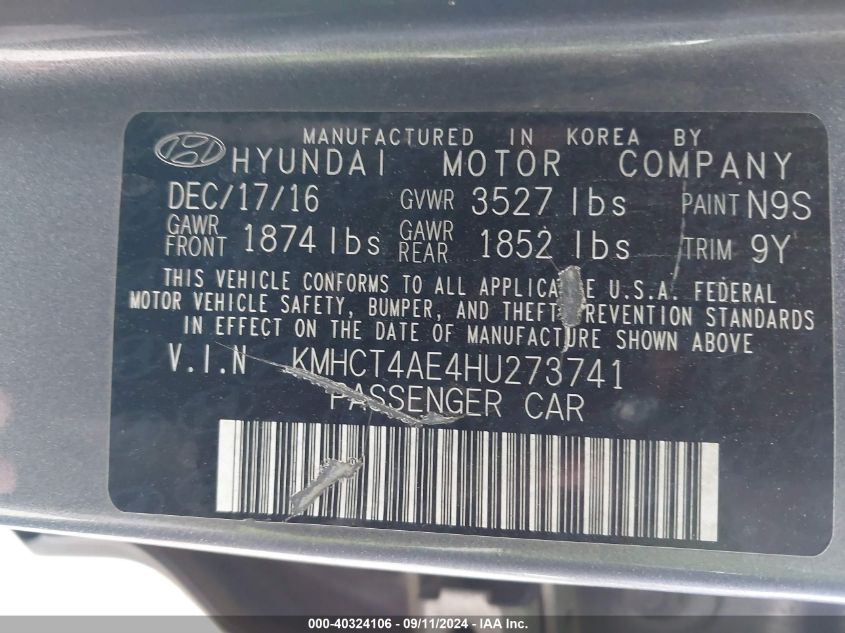 MANUFACTURED IN KOREA BY
HYUNDAI MOTOR COMPANY
DEC/17/16 GVWR 3527 lbs PAINT N9S
GAWR FRONT 1874 lbs GAWR REAR 1852 lbs TRIM 9Y
THIS VEHICLE CONFORMS TO ALL APPLICABLE U.S.A. FEDERAL
MOTOR VEHICLE SAFETY, BUMPER, AND THEFT PREVENTION STANDARDS
IN EFFECT ON THE DATE OF MANUFACTURE SHOWN ABOVE
V.I.N KMHCT4AE4HU273741
PASSENGER CAR
000-40324106 - 09/11/2024 - IAA Inc.